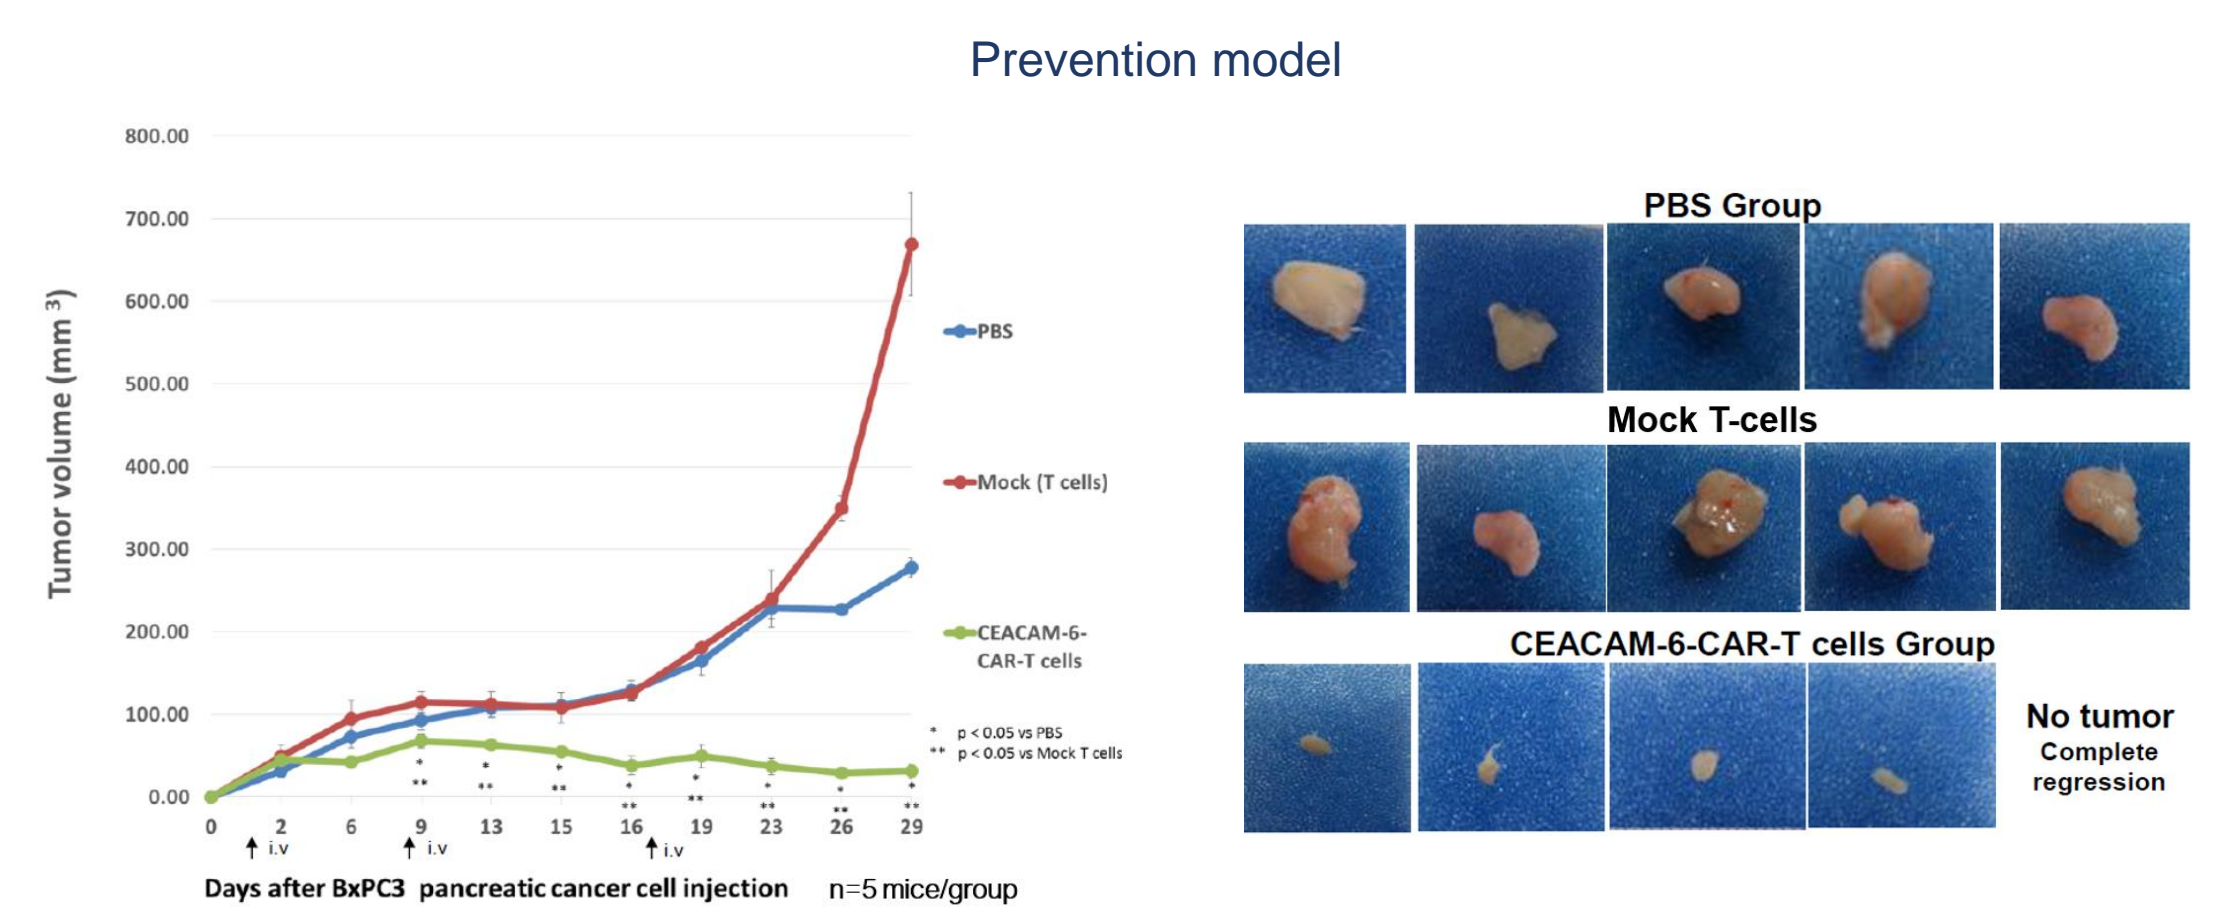 Prevention model
800.00
700.00
600.00
500.00
400.00
300.00
200.00
100.00
0.00
Tumor volume (mm ³)
0 2 6 9 13 15 16 19 23 26 29
i.v i.v i.v
Days after BxPC3 pancreatic cancer cell injection n=5 mice/group
PBS
Mock (T cells)
CEACAM-6-
CAR-T cells
* p < 0.05 vs PBS
** p < 0.05 vs Mock T cells
* * * * * * * *
** ** ** ** ** ** ** **
PBS Group
Mock T-cells
CEACAM-6-CAR-T cells Group
No tumor
Complete
regression